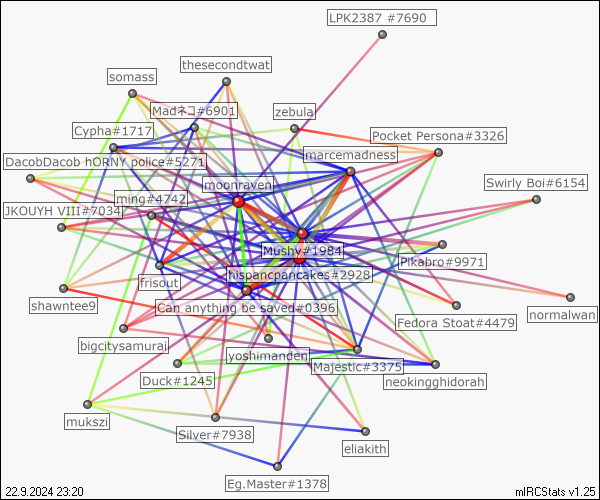 LPK2387 #7690
thesecondtwat
somass
Madネコ#6901
zebula
Cypha#1717
Pocket Persona#3326
DacobDacob hORNY police#5271
marcemadness
moonraven
Swirly Boi#6154
ming#4742
JKOUYH VIII#7034
Mushy#1984
Pikabro#9971
hispancpancakes#2928
frisout
shawntee9
Can anything be saved#0396
normalwan
Fedora Stoat#4479
bigcitysamurai
yoshimanden
Majestic#3375
Duck#1245
neokingghidorah
mukszi
Silver#7938
eliakith
Eg.Master#1378
22.9.2024 23:20
mIRCStats v1.25